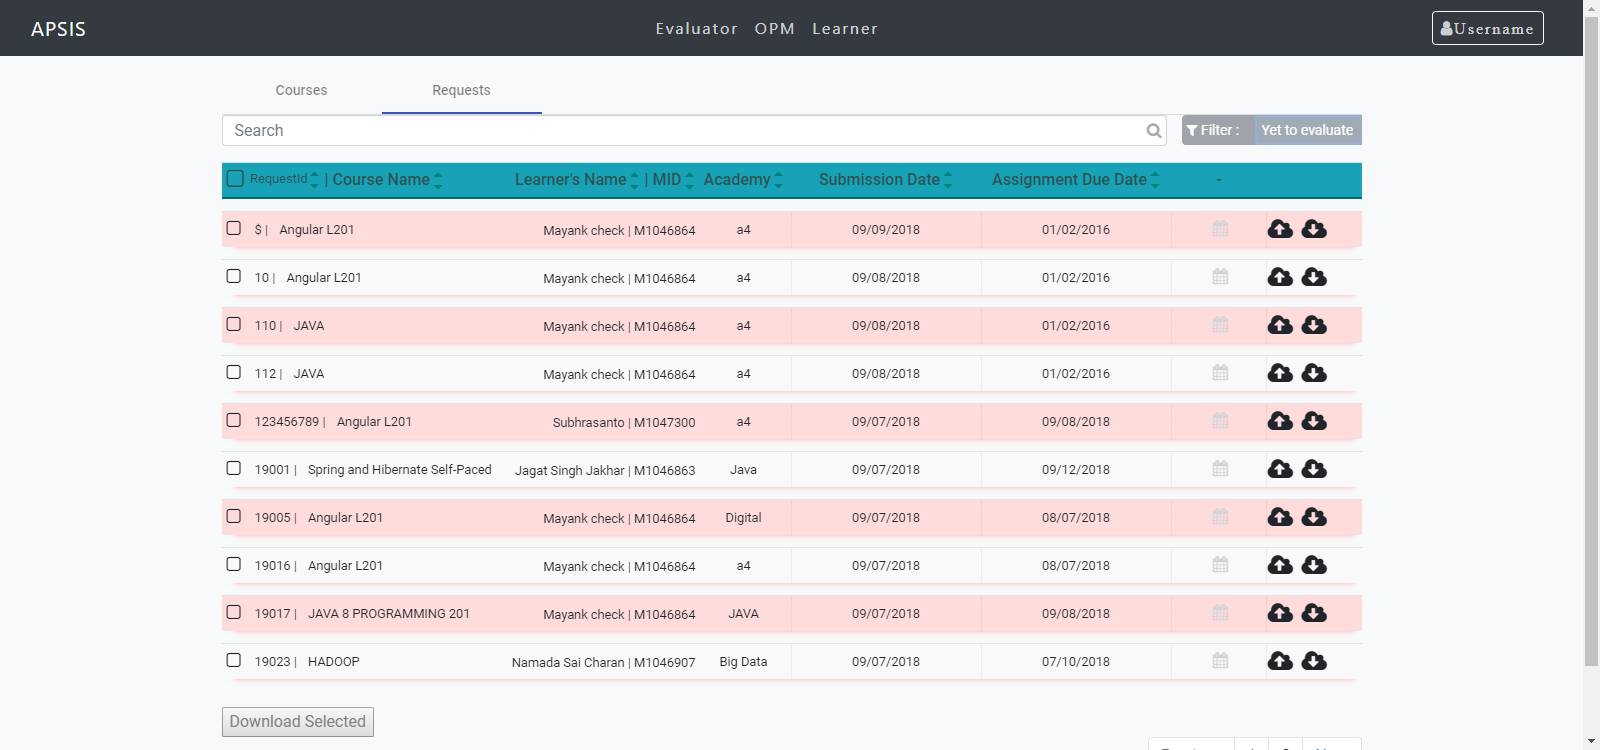 APSIS Evaluator OPM Learner Username
Courses Requests
Search Filter : Yet to evaluate
RequestId | Course Name Learner's Name | MID Academy Submission Date Assignment Due Date -
$ | Angular L201 Mayank check | M1046864 a4 09/09/2018 01/02/2016
10 | Angular L201 Mayank check | M1046864 a4 09/08/2018 01/02/2016
110 | JAVA Mayank check | M1046864 a4 09/08/2018 01/02/2016
112 | JAVA Mayank check | M1046864 a4 09/08/2018 01/02/2016
123456789 | Angular L201 Subhrasanto | M1047300 a4 09/07/2018 09/08/2018
19001 | Spring and Hibernate Self-Paced Jagat Singh Jakhar | M1046863 Java 09/07/2018 09/12/2018
19005 | Angular L201 Mayank check | M1046864 Digital 09/07/2018 08/07/2018
19016 | Angular L201 Mayank check | M1046864 a4 09/07/2018 08/07/2018
19017 | JAVA 8 PROGRAMMING 201 Mayank check | M1046864 JAVA 09/07/2018 09/08/2018
19023 | HADOOP Namada Sai Charan | M1046907 Big Data 09/07/2018 07/10/2018
Download Selected